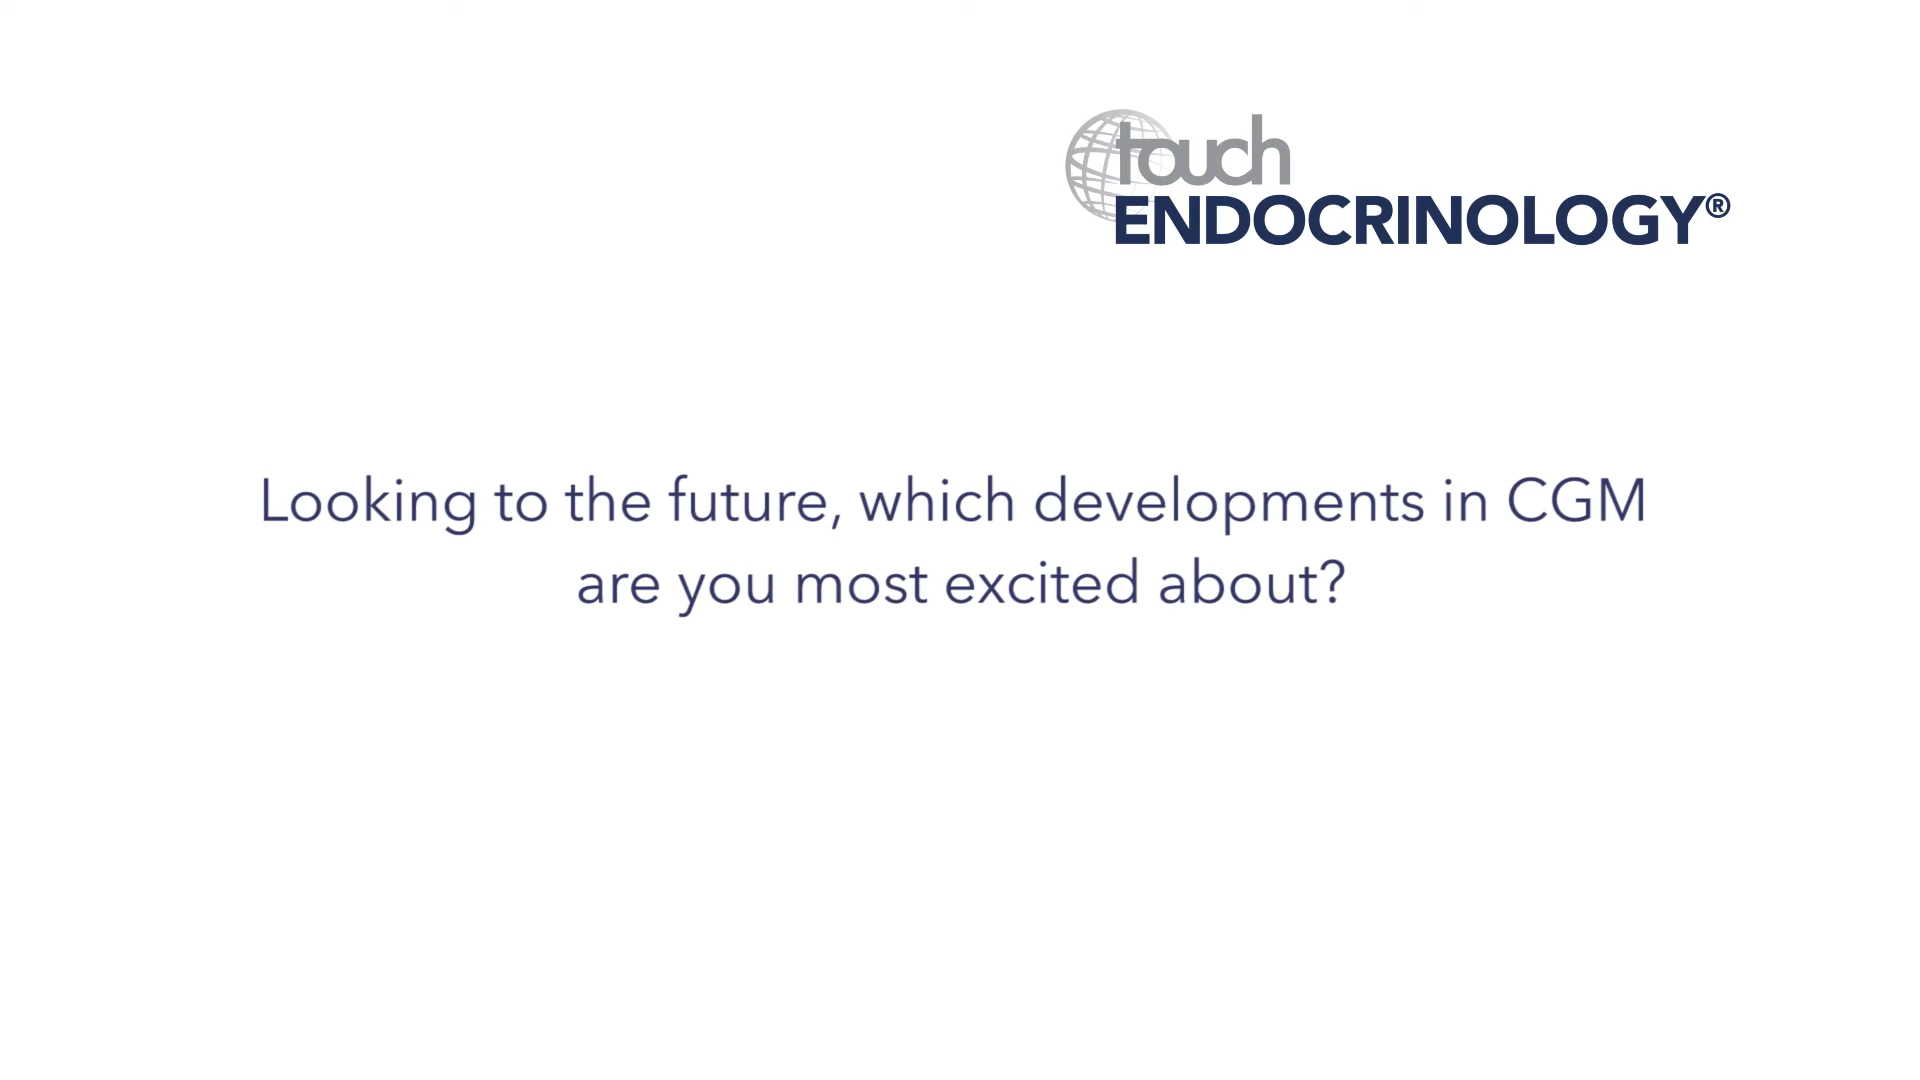 touch
ENDOCRINOLOGY®
Looking to the future, which developments in CGM
are you most excited about?